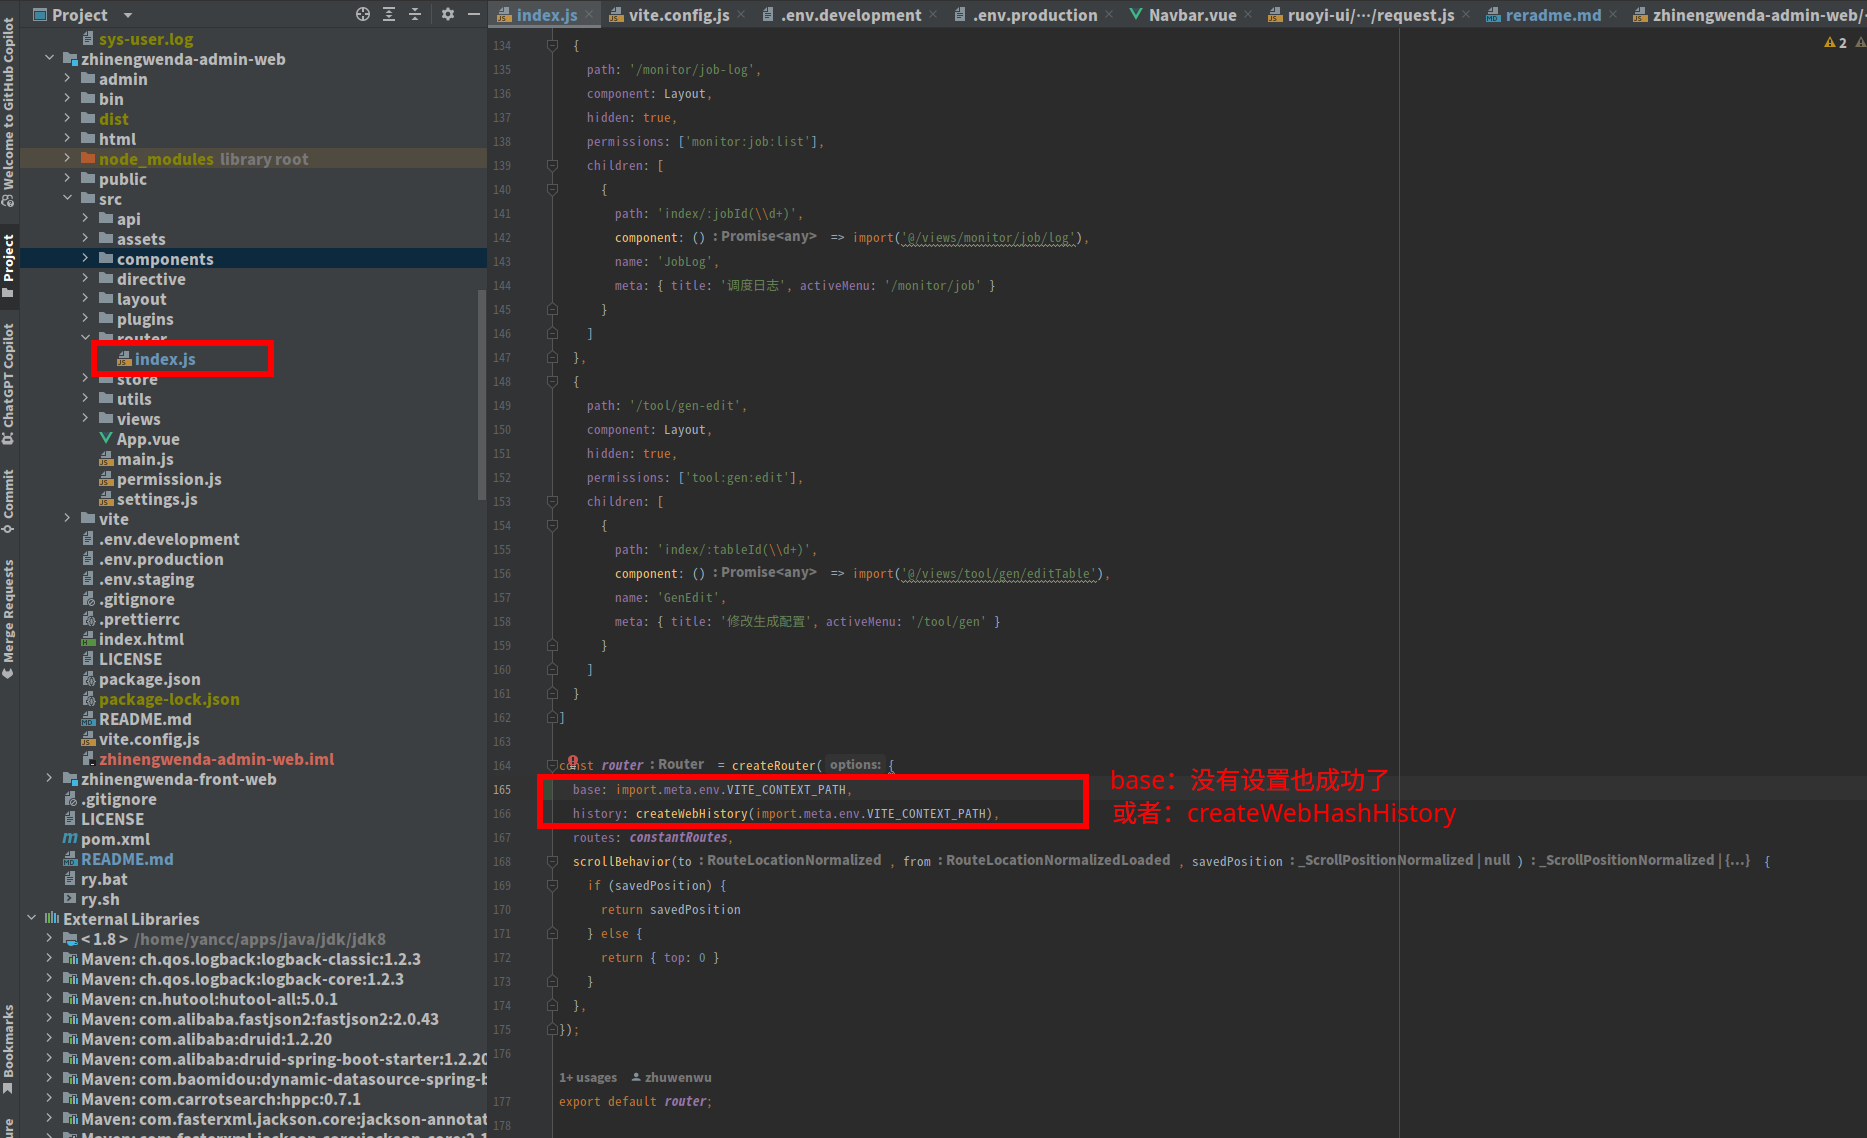 Project
index.js
vite.config.js
.env.development
.env.production
Navbar.vue
ruoyi-ui/···/request.js
reradme.md
zhinengwenda-admin-web/
Welcome to GitHub Copilot
Project
ChatGPT Copilot
Commit
Merge Requests
Bookmarks
sys-user.log
zhinengwenda-admin-web
admin
bin
dist
html
node_modules library root
public
src
api
assets
components
directive
layout
plugins
router
index.js
store
utils
views
App.vue
main.js
permission.js
settings.js
vite
.env.development
.env.production
.env.staging
.gitignore
.prettierrc
index.html
LICENSE
package.json
package-lock.json
README.md
vite.config.js
zhinengwenda-admin-web.iml
zhinengwenda-front-web
.gitignore
LICENSE
pom.xml
README.md
ry.bat
ry.sh
External Libraries
< 1.8 > /home/yancc/apps/java/jdk/jdk8
Maven: ch.qos.logback:logback-classic:1.2.3
Maven: ch.qos.logback:logback-core:1.2.3
Maven: cn.hutool:hutool-all:5.0.1
Maven: com.alibaba.fastjson2:fastjson2:2.0.43
Maven: com.alibaba:druid:1.2.20
Maven: com.alibaba:druid-spring-boot-starter:1.2.20
Maven: com.baomidou:dynamic-datasource-spring-b
Maven: com.carrotsearch:hppc:0.7.1
Maven: com.fasterxml.jackson.core:jackson-annotat
2
134 {
135 path: '/monitor/job-log',
136 component: Layout,
137 hidden: true,
138 permissions: ['monitor:job:list'],
139 children: [
140 {
141 path: 'index/:jobId(\\d+)',
142 component: () : Promise<any> => import('@/views/monitor/job/log'),
143 name: 'JobLog',
144 meta: { title: '调度日志', activeMenu: '/monitor/job' }
145 }
146 ]
147 },
148 {
149 path: '/tool/gen-edit',
150 component: Layout,
151 hidden: true,
152 permissions: ['tool:gen:edit'],
153 children: [
154 {
155 path: 'index/:tableId(\\d+)',
156 component: () : Promise<any> => import('@/views/tool/gen/editTable'),
157 name: 'GenEdit',
158 meta: { title: '修改生成配置', activeMenu: '/tool/gen' }
159 }
160 ]
161 }
162 ]
163
164 const router : Router = createRouter( options: {
165 base: import.meta.env.VITE_CONTEXT_PATH,
166 history: createWebHistory(import.meta.env.VITE_CONTEXT_PATH),
base：没有设置也成功了
或者：createWebHashHistory
167 routes: constantRoutes,
168 scrollBehavior(to : RouteLocationNormalized , from : RouteLocationNormalizedLoaded , savedPosition : _ScrollPositionNormalized | null ) : _ScrollPositionNormalized | {...} {
169 if (savedPosition) {
170 return savedPosition
171 } else {
172 return { top: 0 }
173 }
174 },
175 });
176
1+ usages zhuwenwu
177 export default router;
178